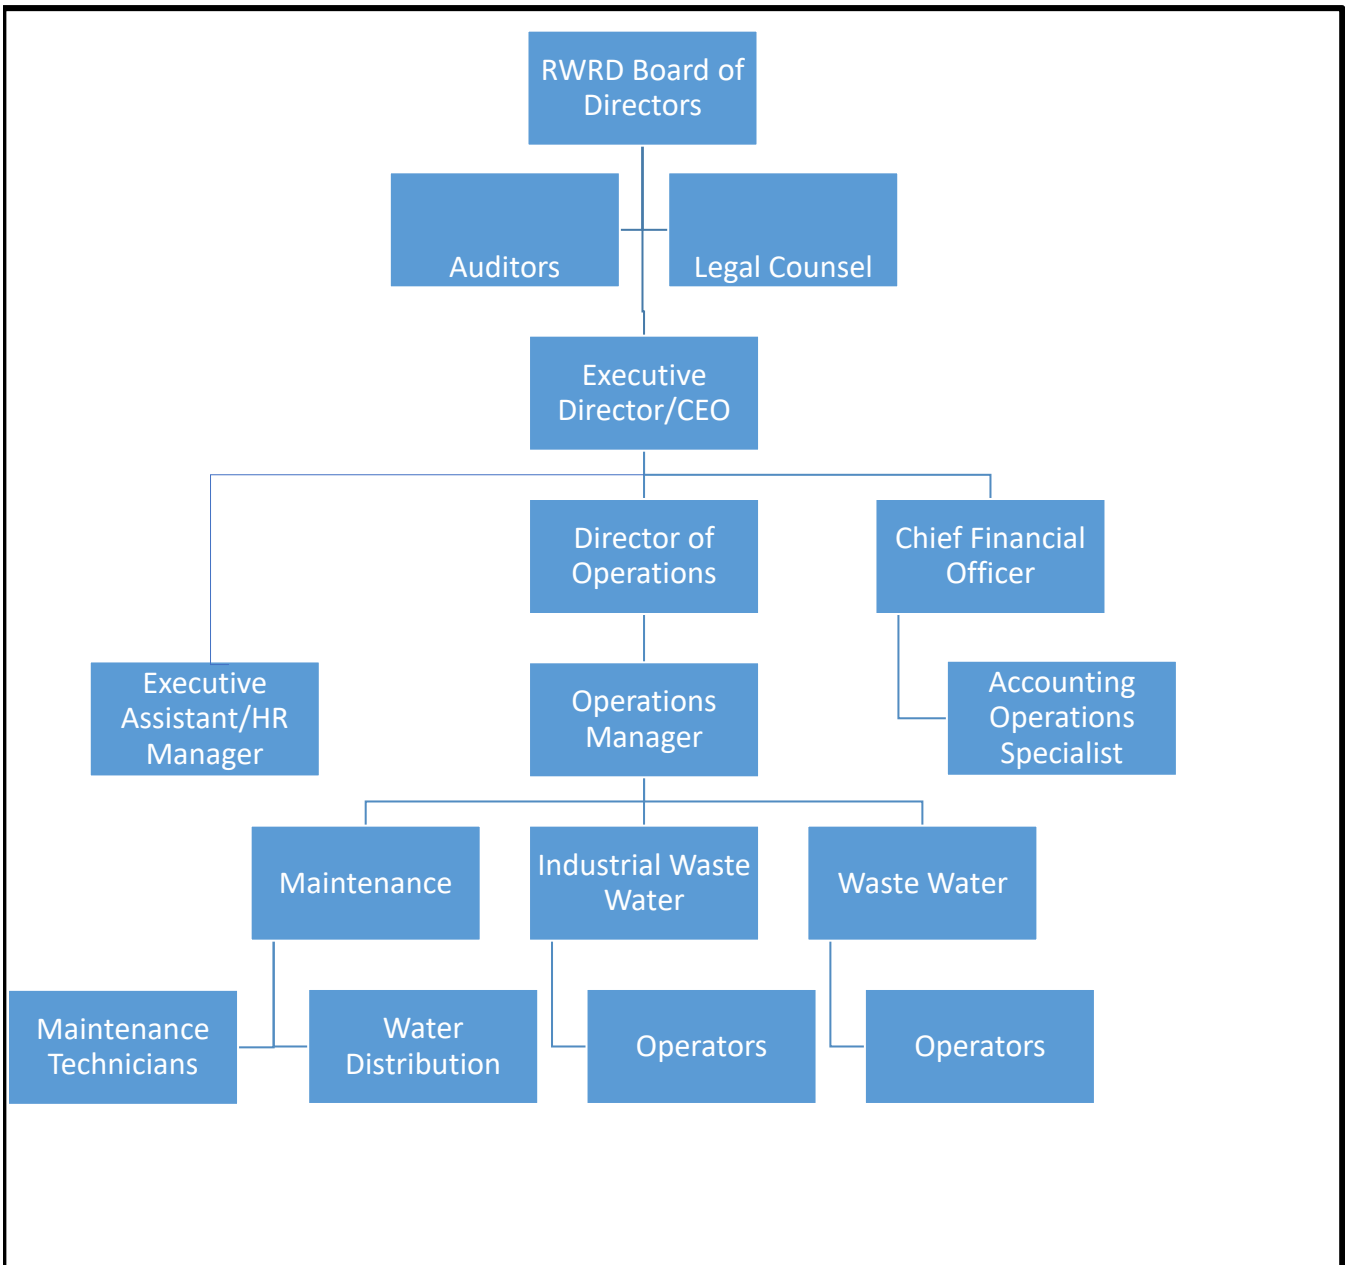 RWRD Board of
Directors
Auditors
Legal Counsel
Executive
Director/CEO
Director of
Operations
Chief Financial
Officer
Executive
Assistant/HR
Manager
Operations
Manager
Accounting
Operations
Specialist
Maintenance
Industrial Waste
Water
Waste Water
Maintenance
Technicians
Water
Distribution
Operators
Operators